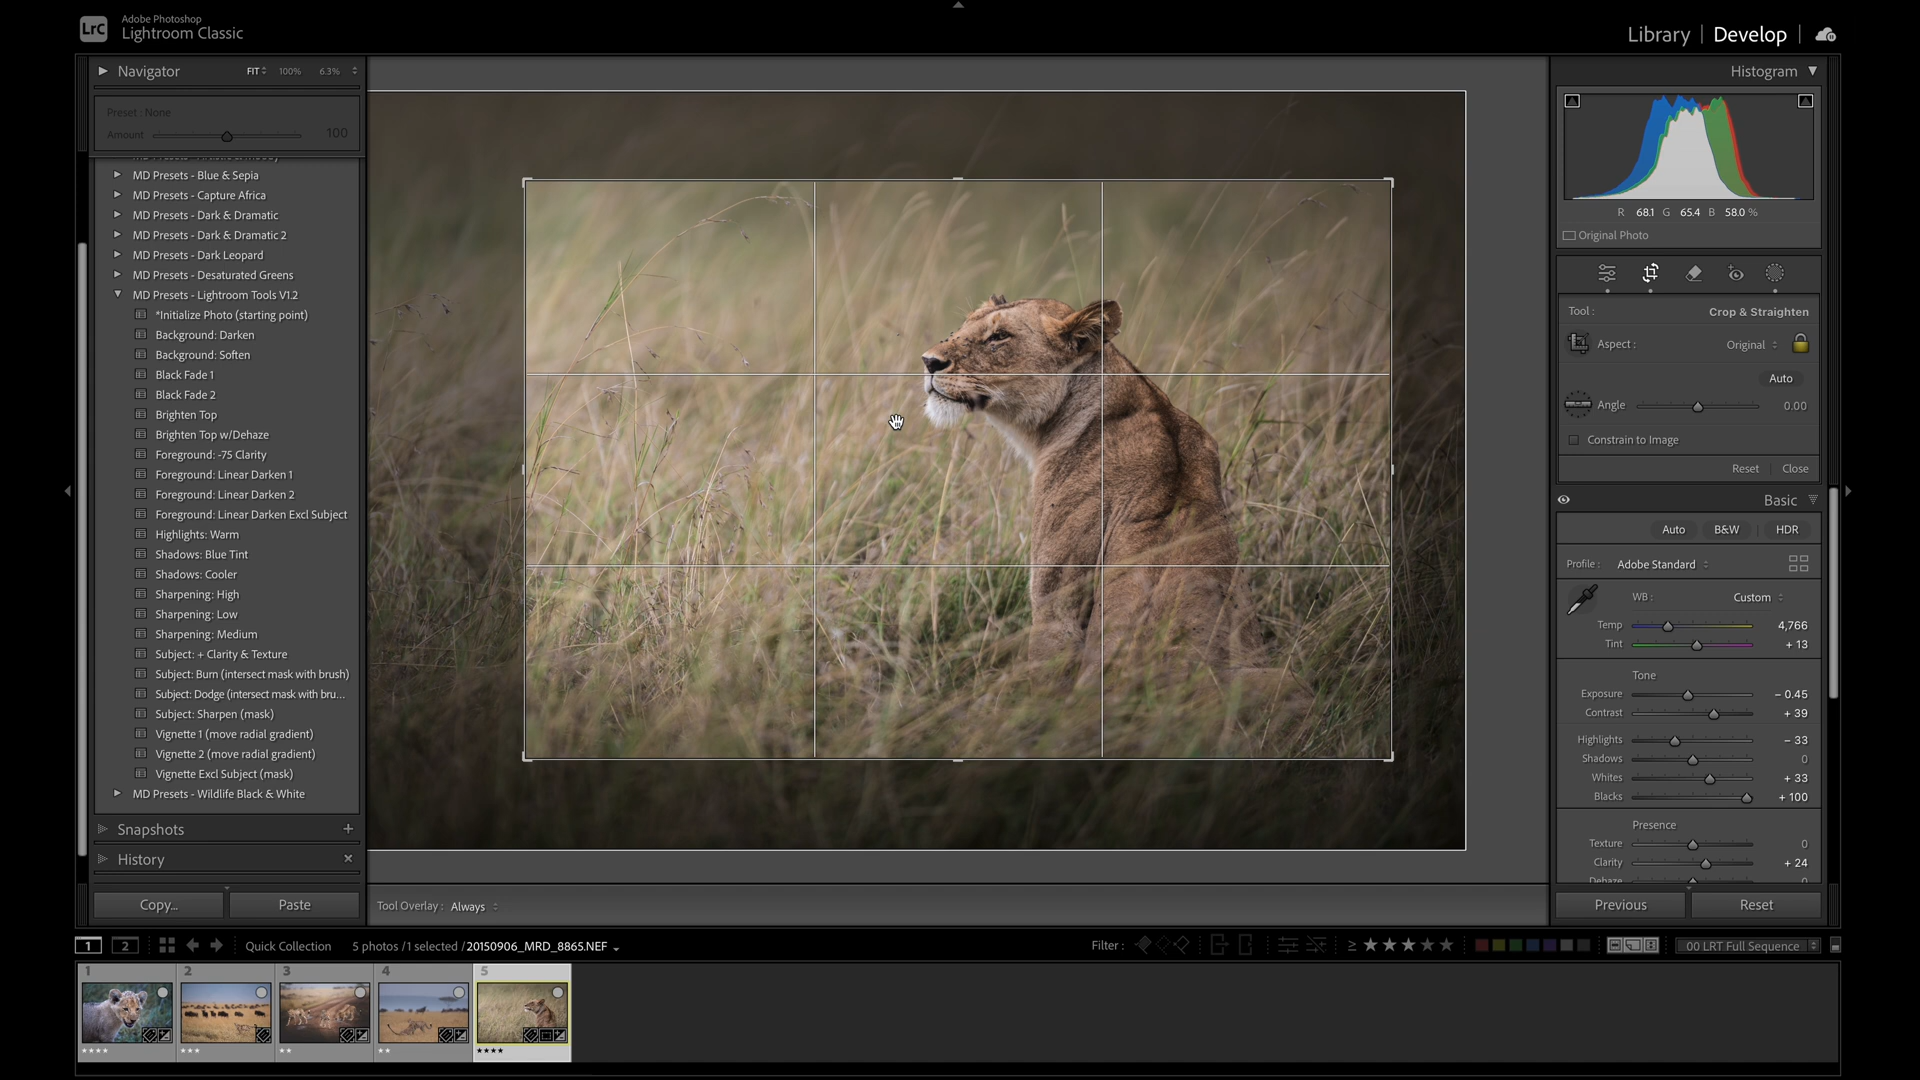 LrC
Adobe Photoshop
Lightroom Classic
Library
Develop
Navigator
FIT
100%
6.3%
Preset : None
Amount
100
MD Presets - Blue & Sepia
MD Presets - Capture Africa
MD Presets - Dark & Dramatic
MD Presets - Dark & Dramatic 2
MD Presets - Dark Leopard
MD Presets - Desaturated Greens
MD Presets - Lightroom Tools V1.2
*Initialize Photo (starting point)
Background: Darken
Background: Soften
Black Fade 1
Black Fade 2
Brighten Top
Brighten Top w/Dehaze
Foreground: -75 Clarity
Foreground: Linear Darken 1
Foreground: Linear Darken 2
Foreground: Linear Darken Excl Subject
Highlights: Warm
Shadows: Blue Tint
Shadows: Cooler
Sharpening: High
Sharpening: Low
Sharpening: Medium
Subject: + Clarity & Texture
Subject: Burn (intersect mask with brush)
Subject: Dodge (intersect mask with bru...
Subject: Sharpen (mask)
Vignette 1 (move radial gradient)
Vignette 2 (move radial gradient)
Vignette Excl Subject (mask)
MD Presets - Wildlife Black & White
Snapshots +
History ×
Copy...
Paste
Tool Overlay : Always
Histogram
R 68.1 G 65.4 B 58.0 %
Original Photo
Tool : Crop & Straighten
Aspect : Original
Auto
Angle 0.00
Constrain to Image
Reset Close
Basic
Auto B&W HDR
Profile : Adobe Standard
WB : Custom
Temp 4,766
Tint + 13
Tone
Exposure – 0.45
Contrast + 39
Highlights – 33
Shadows 0
Whites + 33
Blacks + 100
Presence
Texture 0
Clarity + 24
Dehaze 0
Previous
Reset
1
2
Quick Collection
5 photos / 1 selected / 20150906_MRD_8865.NEF
Filter : ≥ ★★★★★
00 LRT Full Sequence
1
2
3
4
5
★★★★
★★★
★★
★★
★★★★